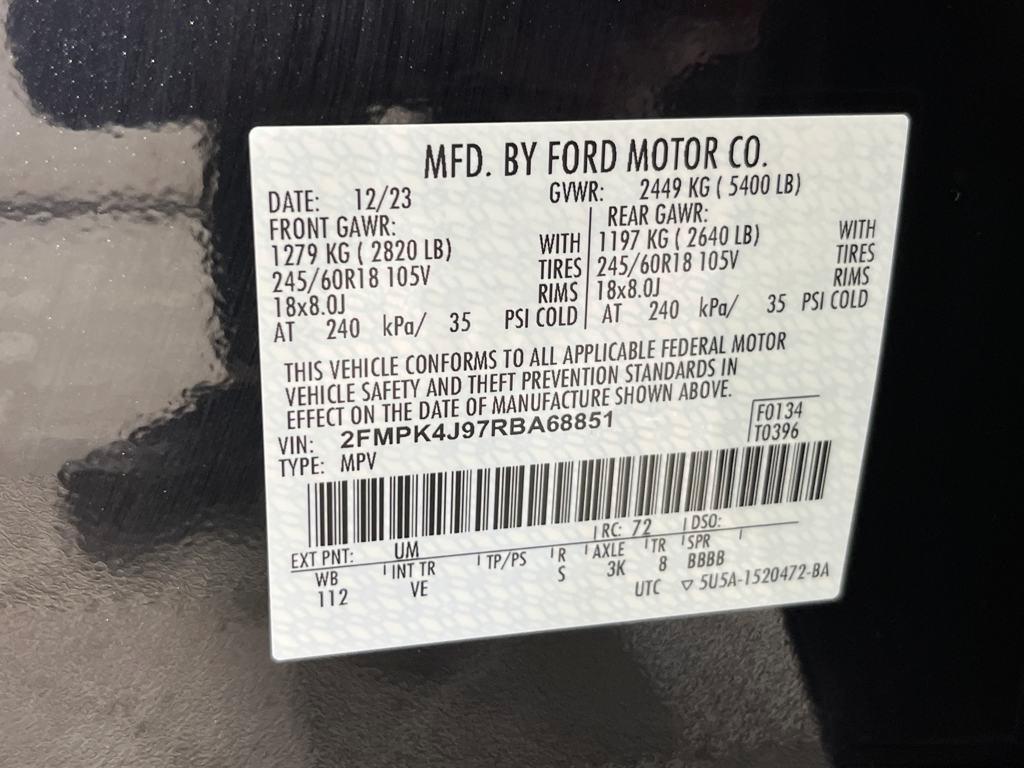 MFD. BY FORD MOTOR CO.
DATE: 12/23 GVWR: 2449 KG ( 5400 LB)
FRONT GAWR: REAR GAWR:
1279 KG ( 2820 LB) WITH 1197 KG ( 2640 LB) WITH
245/60R18 105V TIRES 245/60R18 105V TIRES
18x8.0J RIMS 18x8.0J RIMS
AT 240 kPa/ 35 PSI COLD AT 240 kPa/ 35 PSI COLD
THIS VEHICLE CONFORMS TO ALL APPLICABLE FEDERAL MOTOR
VEHICLE SAFETY AND THEFT PREVENTION STANDARDS IN
EFFECT ON THE DATE OF MANUFACTURE SHOWN ABOVE.
VIN: 2FMPK4J97RBA68851 F0134
TYPE: MPV T0396
EXT PNT: UM RC: 72 DSO:
WB INT TR TP/PS R AXLE TR SPR
112 VE S 3K 8 BBBB
UTC ▽ 5U5A-1520472-BA